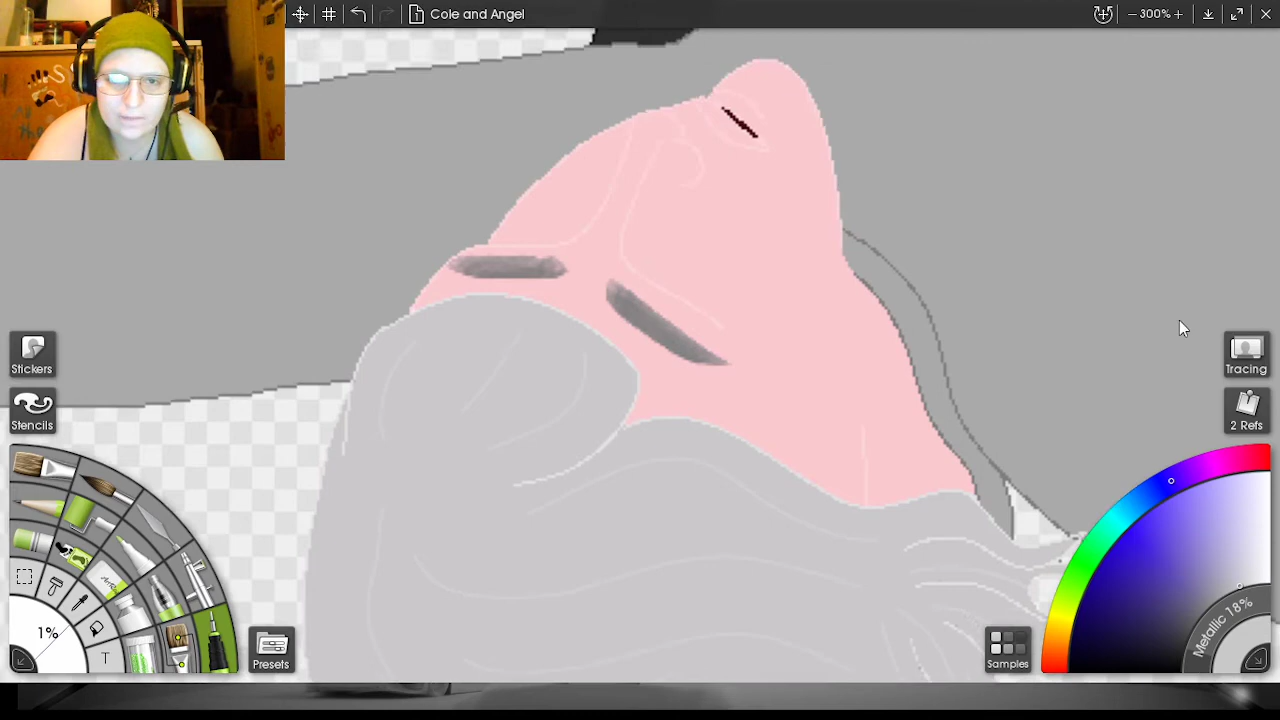 Cole and Angel
300%
Stickers
Stencils
Tracing
2 Refs
1%
T
Presets
Samples
Metallic 18%